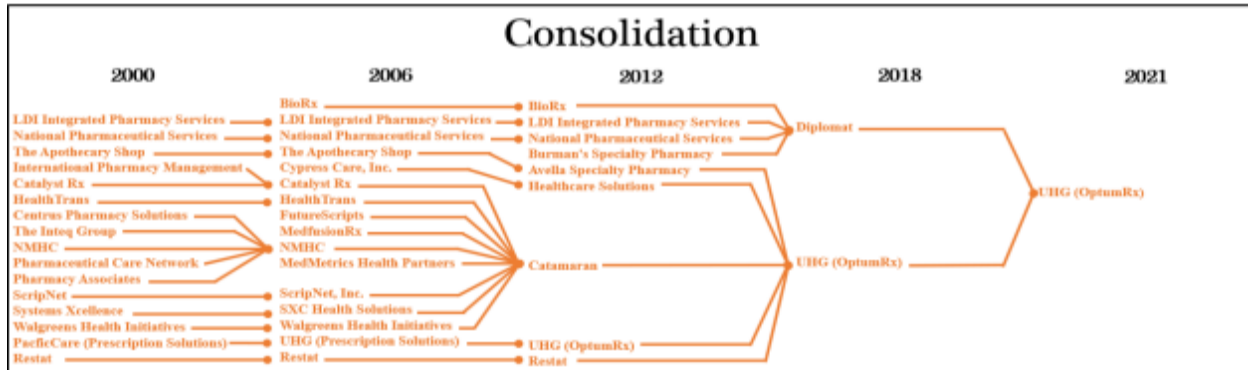 Consolidation
2000 2006 2012 2018 2021
BioRx BioRx
LDI Integrated Pharmacy Services LDI Integrated Pharmacy Services LDI Integrated Pharmacy Services Diplomat
National Pharmaceutical Services National Pharmaceutical Services National Pharmaceutical Services
The Apothecary Shop The Apothecary Shop Burman's Specialty Pharmacy
International Pharmacy Management Cypress Care, Inc. Avella Specialty Pharmacy
Catalyst Rx Catalyst Rx Healthcare Solutions UHG (OptumRx)
HealthTrans HealthTrans
Centrus Pharmacy Solutions FutureScripts
The Inteq Group MedfusionRx
NMHC NMHC
Pharmaceutical Care Network MedMetrics Health Partners Catamaran UHG (OptumRx)
Pharmacy Associates
ScripNet ScripNet, Inc.
Systems Xcellence SXC Health Solutions
Walgreens Health Initiatives Walgreens Health Initiatives
PacficCare (Prescription Solutions) UHG (Prescription Solutions) UHG (OptumRx)
Restat Restat Restat